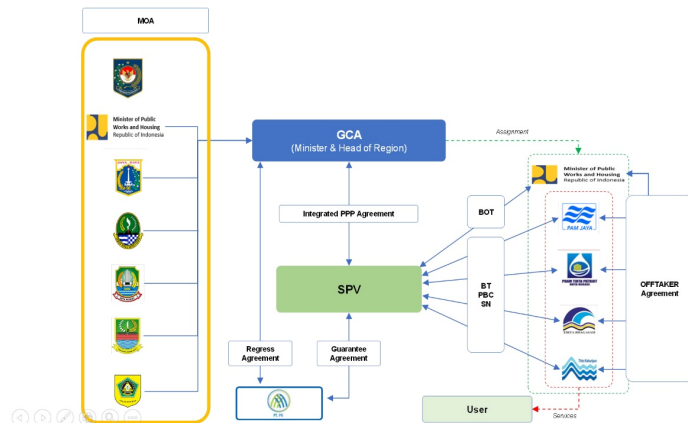 MOA
Minister of Public
Works and Housing
Republic of Indonesia
GCA
(Minister & Head of Region)
Assignment
Minister of Public
Works and Housing
Republic of Indonesia
Integrated PPP Agreement
BOT
PAM JAYA
SPV
BT
PBC
SN
OFFTAKER
Agreement
Regress
Agreement
Guarantee
Agreement
PT. PII
User
Services